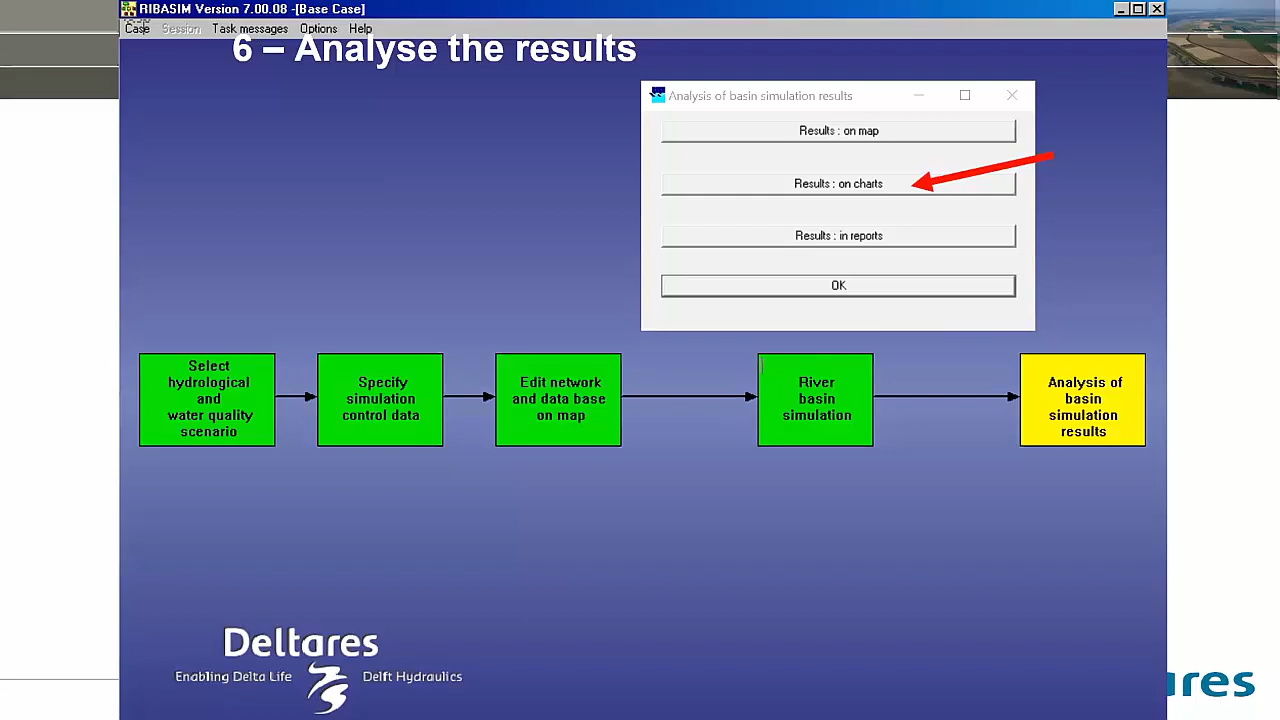 RIBASIM Version 7.00.08 -[Base Case]
Case Session Task messages Options Help
6 – Analyse the results
Analysis of basin simulation results
Results : on map
Results : on charts
Results : in reports
OK
Select
hydrological
and
water quality
scenario
Specify
simulation
control data
Edit network
and data base
on map
River
basin
simulation
Analysis of
basin
simulation
results
Deltares
Enabling Delta Life
Delft Hydraulics
ares